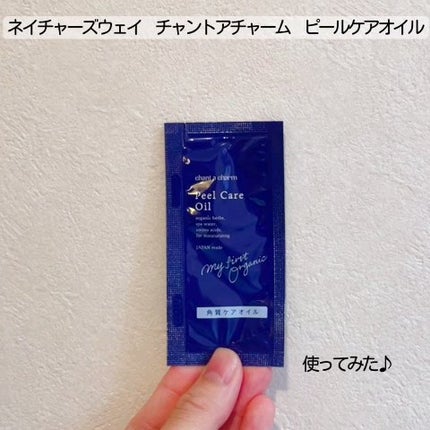 ネイチャーズウェイ　チャントアチャーム　ピールケアオイル
chant a charm
Peel Care
Oil
organic herbs,
spa water,
amino acids,
for moisturizing
JAPAN made
My first
Organic
角質ケアオイル
使ってみた♪